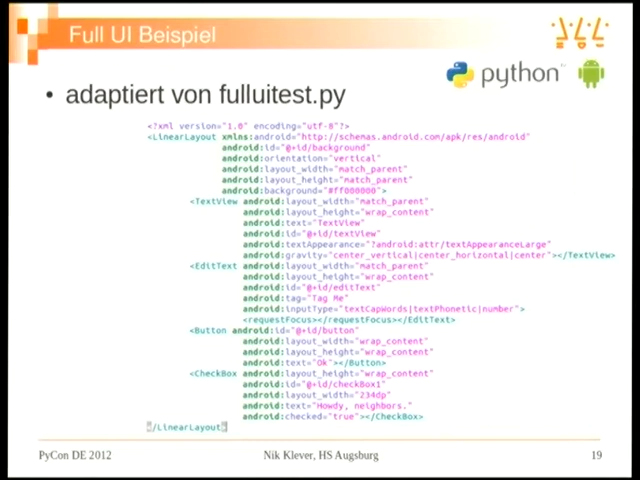 Full UI Beispiel
python
• adaptiert von fulluitest.py
<?xml version="1.0" encoding="utf-8"?>
<LinearLayout xmlns:android="http://schemas.android.com/apk/res/android"
android:id="@+id/background"
android:orientation="vertical"
android:layout_width="match_parent"
android:layout_height="match_parent"
android:background="#ff000000">
<TextView android:layout_width="match_parent"
android:layout_height="wrap_content"
android:text="TextView"
android:id="@+id/textView"
android:textAppearance="?android:attr/textAppearanceLarge"
android:gravity="center_vertical|center_horizontal|center"></TextView>
<EditText android:layout_width="match_parent"
android:layout_height="wrap_content"
android:id="@+id/editText"
android:tag="Tag Me"
android:inputType="textCapWords|textPhonetic|number">
<requestFocus></requestFocus></EditText>
<Button android:id="@+id/button"
android:layout_width="wrap_content"
android:layout_height="wrap_content"
android:text="Ok"></Button>
<CheckBox android:layout_height="wrap_content"
android:id="@+id/checkBox1"
android:layout_width="234dp"
android:text="Howdy, neighbors."
android:checked="true"></CheckBox>
</LinearLayout>
PyCon DE 2012
Nik Klever, HS Augsburg
19